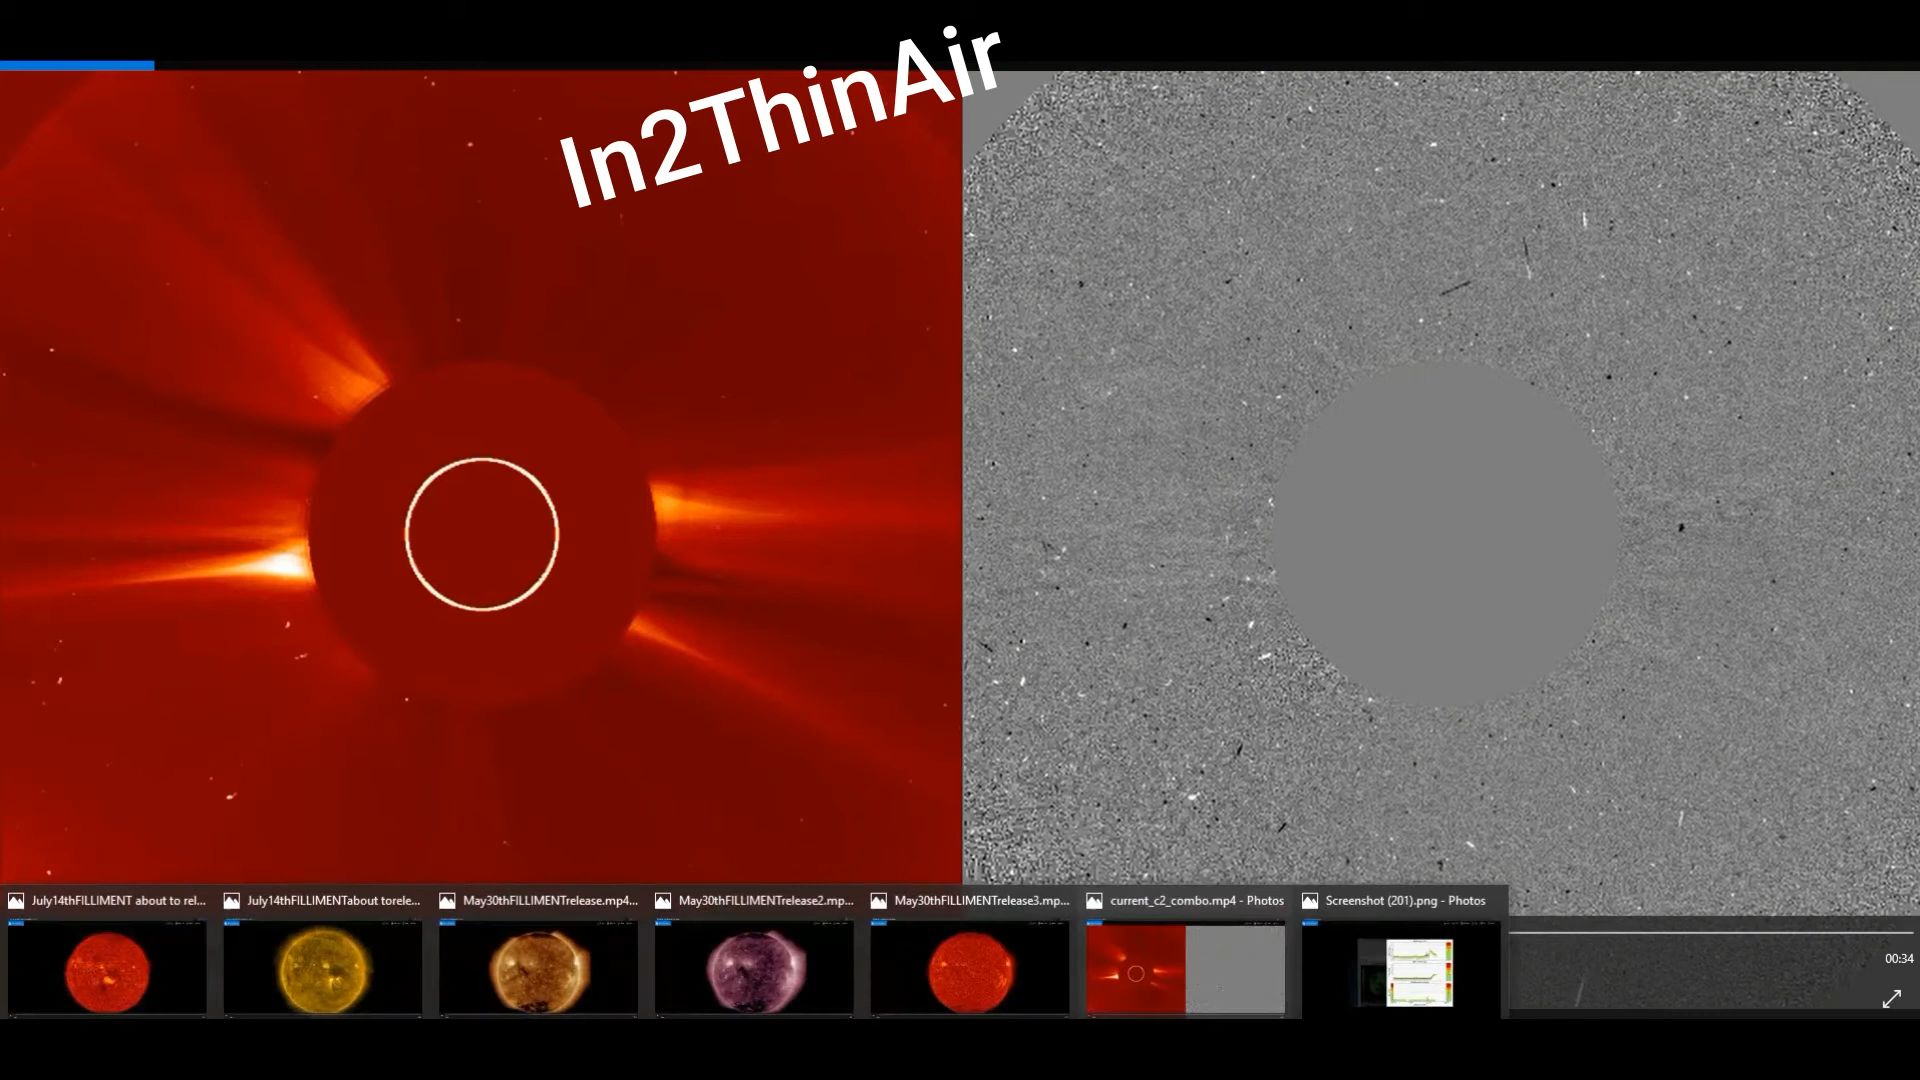 In2ThinAir
July14thFILLIMENT about to rel...
July14thFILLIMENTabout torele...
May30thFILLIMENTrelease.mp4...
May30thFILLIMENTrelease2.mp...
May30thFILLIMENTrelease3.mp...
current_c2_combo.mp4 - Photos
Screenshot (201).png - Photos
00:34